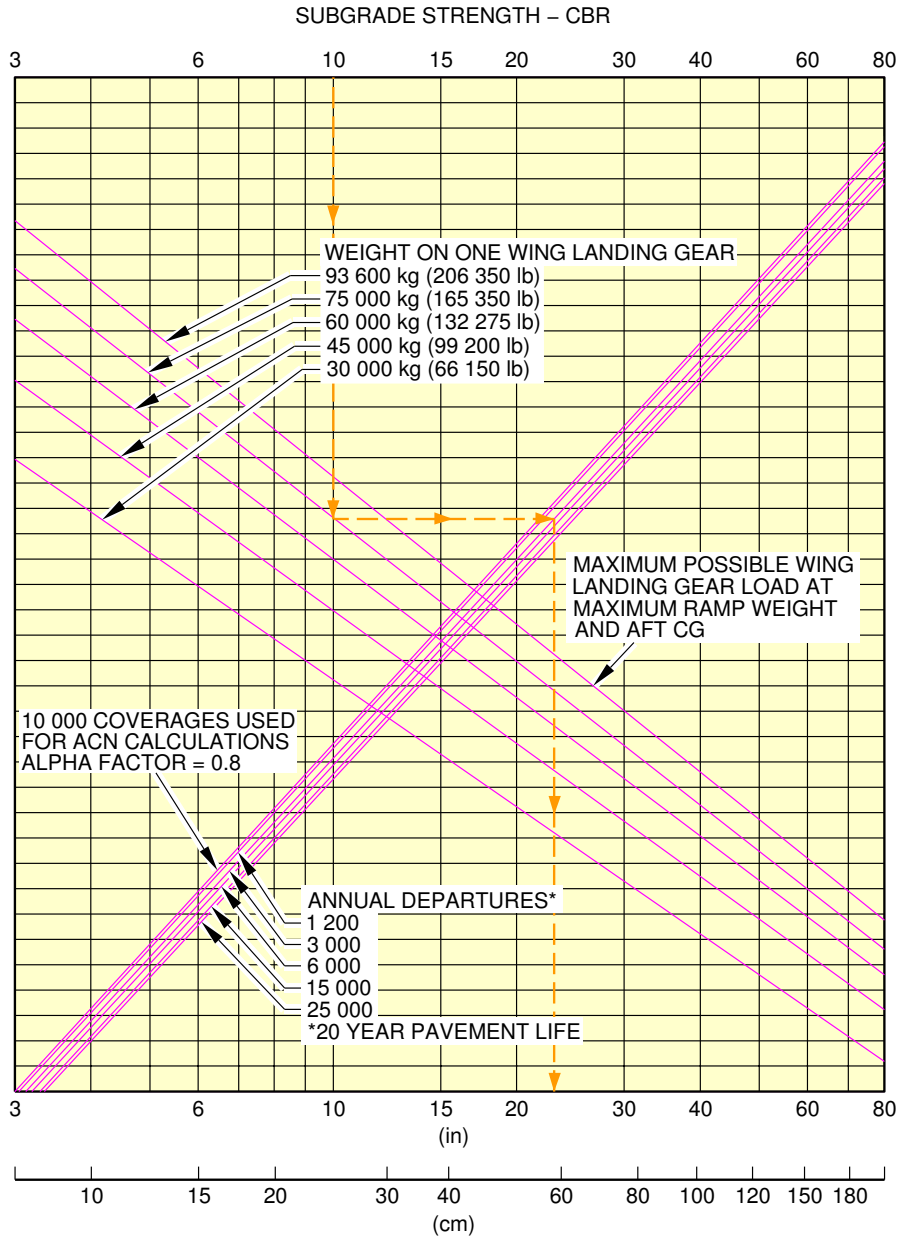 SUBGRADE STRENGTH – CBR
3 6 10 15 20 30 40 60 80
WEIGHT ON ONE WING LANDING GEAR
93 600 kg (206 350 lb)
75 000 kg (165 350 lb)
60 000 kg (132 275 lb)
45 000 kg (99 200 lb)
30 000 kg (66 150 lb)
MAXIMUM POSSIBLE WING
LANDING GEAR LOAD AT
MAXIMUM RAMP WEIGHT
AND AFT CG
10 000 COVERAGES USED
FOR ACN CALCULATIONS
ALPHA FACTOR = 0.8
ANNUAL DEPARTURES*
1 200
3 000
6 000
15 000
25 000
*20 YEAR PAVEMENT LIFE
3 6 10 15 20 30 40 60 80
(in)
10 15 20 30 40 60 80 100 120 150 180
(cm)